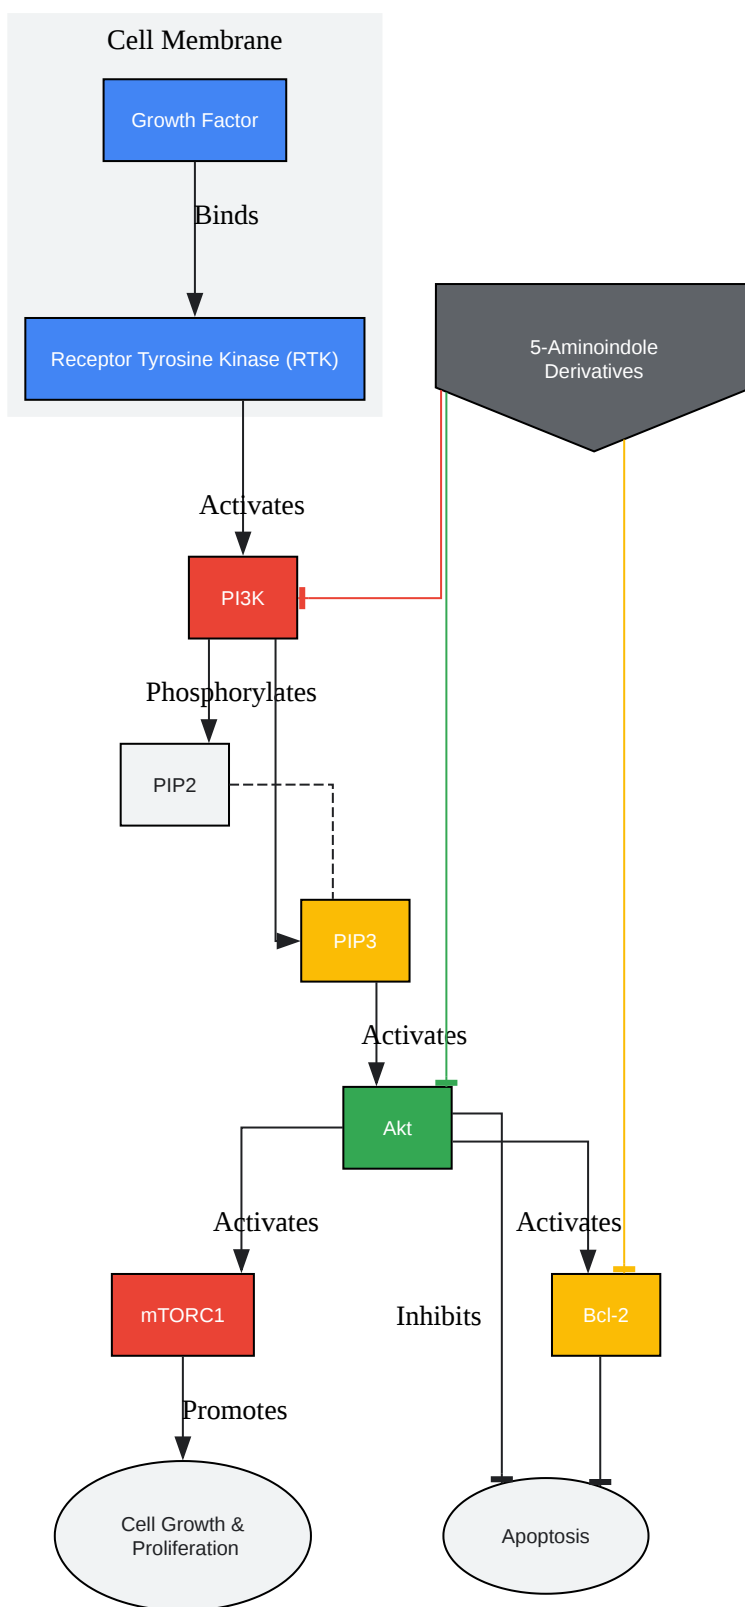 Cell Membrane
Growth Factor
Binds
Receptor Tyrosine Kinase (RTK)
5-Aminoindole
Derivatives
Activates
PI3K
Phosphorylates
PIP2
PIP3
Activates
Akt
Activates
Activates
mTORC1
Inhibits
Bcl-2
Promotes
Cell Growth &
Proliferation
Apoptosis